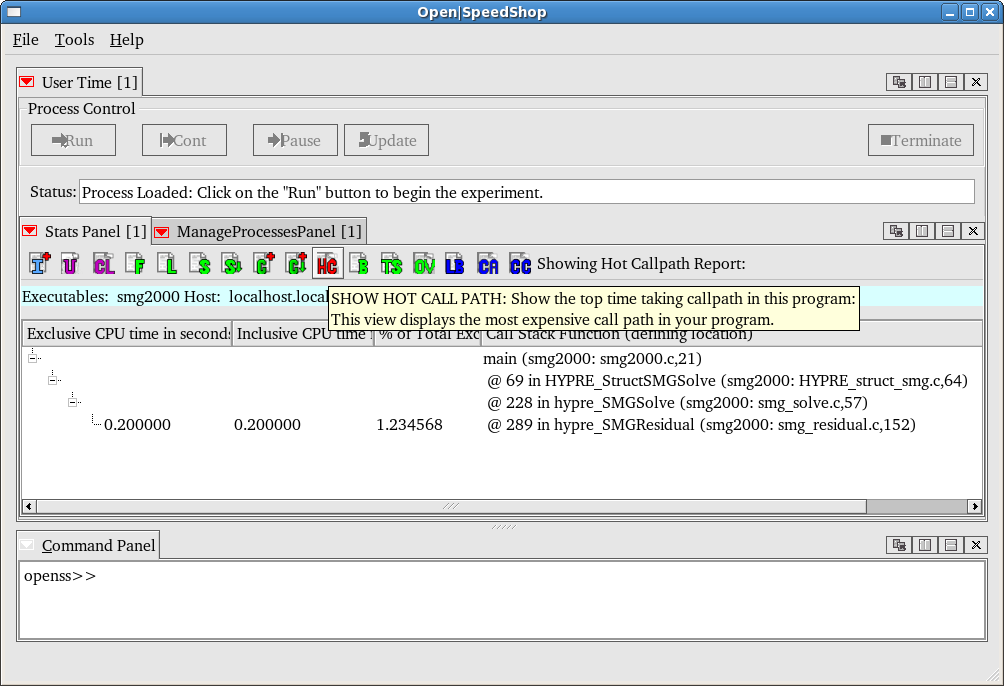 Open|SpeedShop
File Tools Help
User Time [1]
Process Control
Run Cont Pause Update Terminate
Status: Process Loaded: Click on the "Run" button to begin the experiment.
Stats Panel [1] ManageProcessesPanel [1]
I U CL F L S S C C HC B TS OV LB CA CC Showing Hot Callpath Report:
Executables: smg2000 Host: localhost.local
SHOW HOT CALL PATH: Show the top time taking callpath in this program:
This view displays the most expensive call path in your program.
Exclusive CPU time in seconds Inclusive CPU time % of Total Exc Call Stack Function (defining location)
main (smg2000: smg2000.c,21)
@ 69 in HYPRE_StructSMGSolve (smg2000: HYPRE_struct_smg.c,64)
@ 228 in hypre_SMGSolve (smg2000: smg_solve.c,57)
0.200000 0.200000 1.234568 @ 289 in hypre_SMGResidual (smg2000: smg_residual.c,152)
Command Panel
openss>>